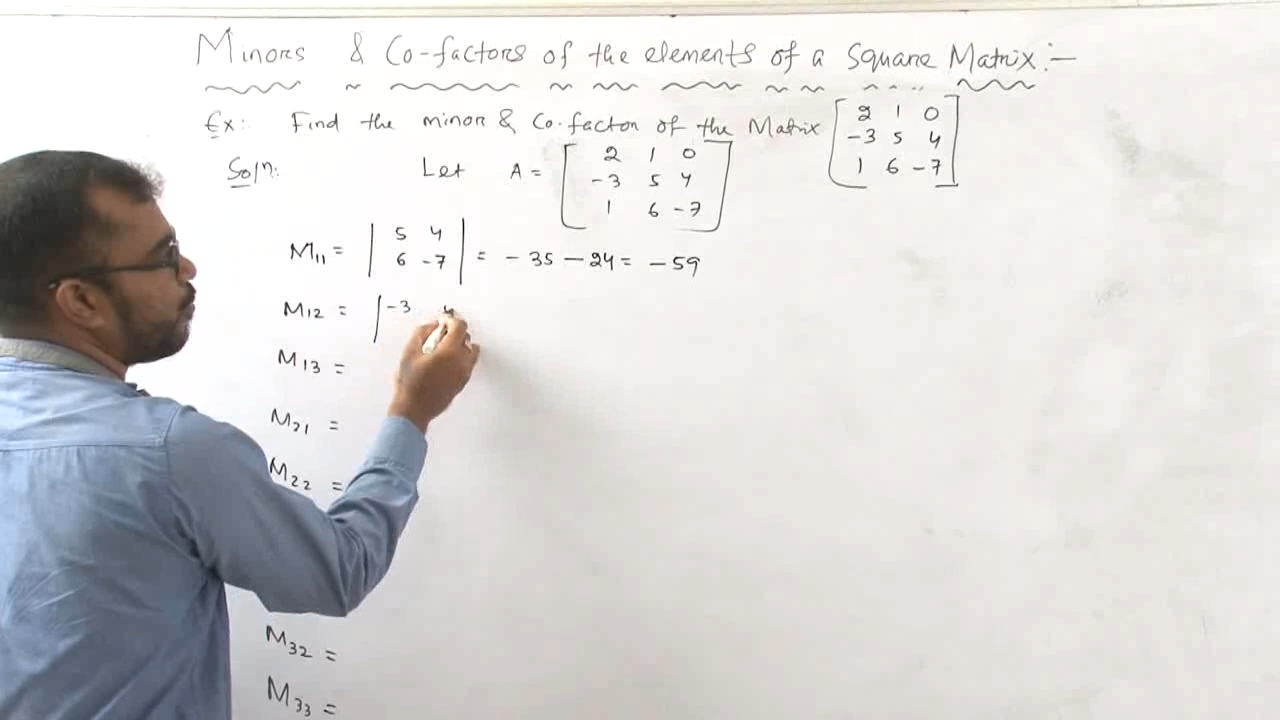 Minors & Co-factors of the elements of a Square Matrix :-
Ex: Find the minor & Co-factor of the Matrix [2 1 0
-3 5 4
1 6 -7]
Soln: Let A = [2 1 0
-3 5 4
1 6 -7]
M11 = |5 4
6 -7| = -35 - 24 = -59
M12 = |-3 4
M13 =
M21 =
M22 =
M32 =
M33 =